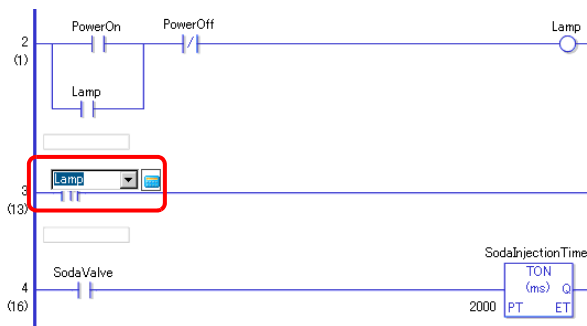 PowerOn PowerOff Lamp
2
(1)
Lamp
Lamp
3
(13)
SodaInjectionTime
SodaValve TON
4 (ms) Q
(16) 2000 PT ET